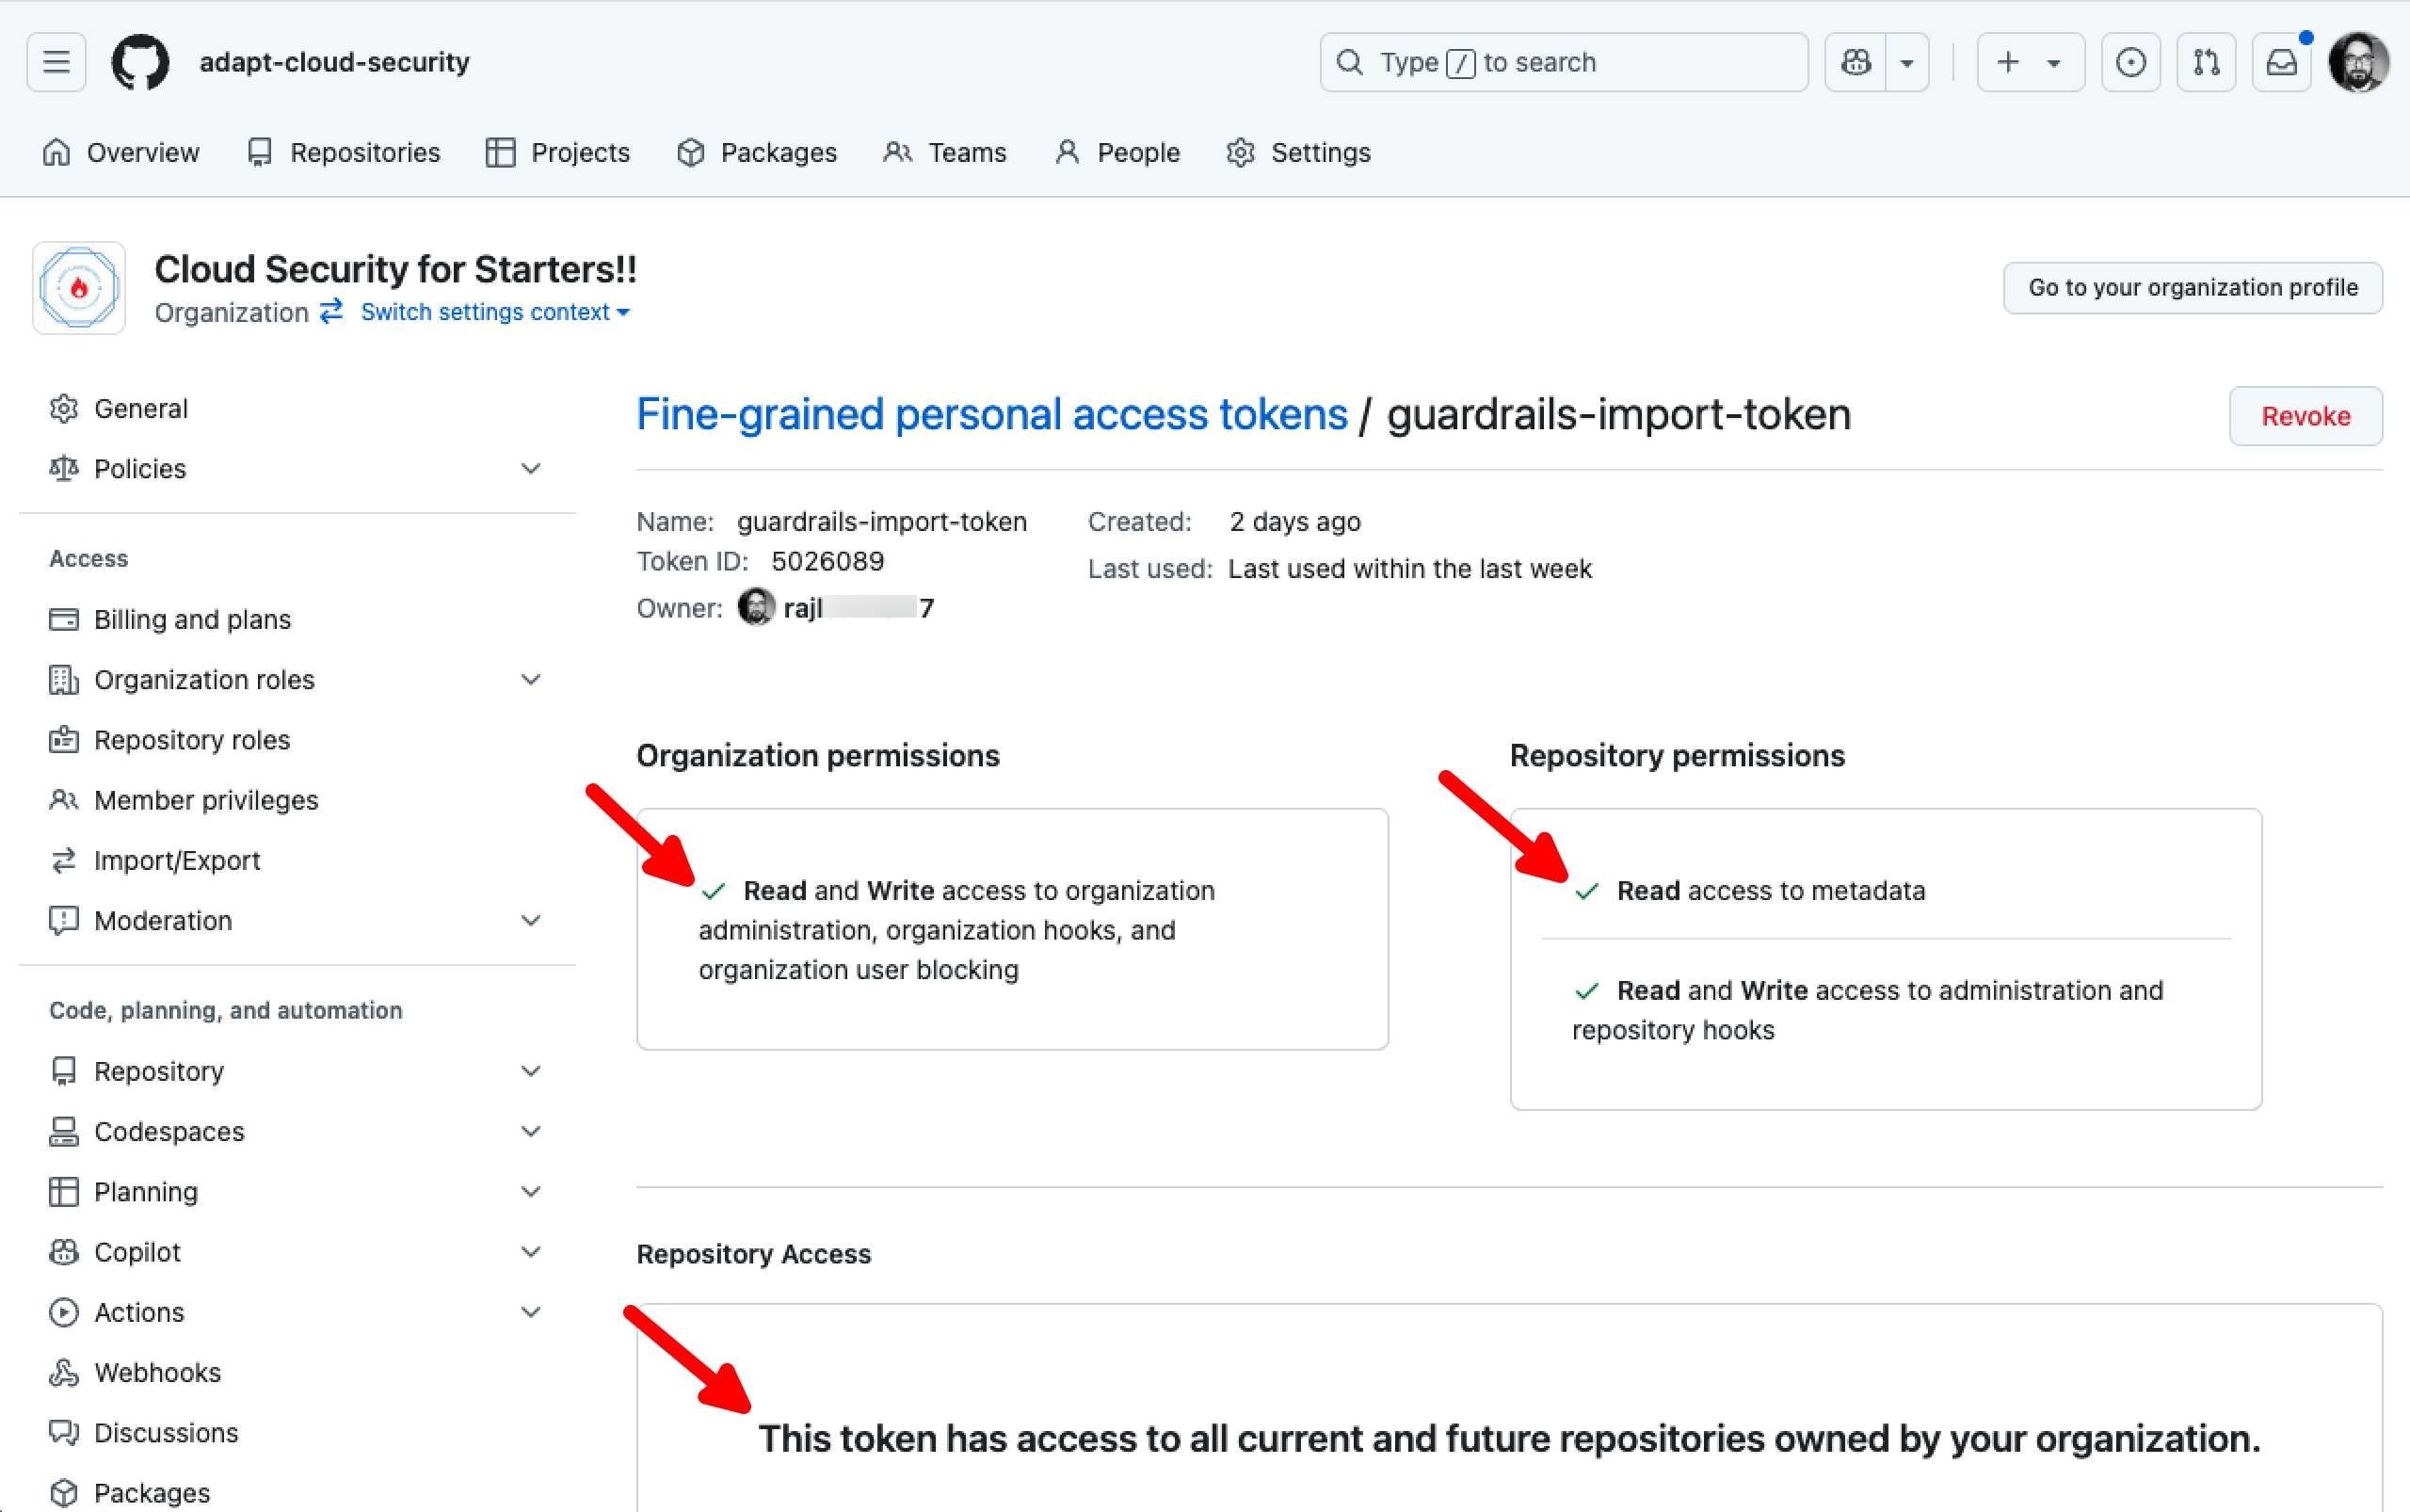 adapt-cloud-security
Type / to search
Overview
Repositories
Projects
Packages
Teams
People
Settings
Cloud Security for Starters!!
Organization Switch settings context
Go to your organization profile
General
Policies
Access
Billing and plans
Organization roles
Repository roles
Member privileges
Import/Export
Moderation
Code, planning, and automation
Repository
Codespaces
Planning
Copilot
Actions
Webhooks
Discussions
Packages
Fine-grained personal access tokens / guardrails-import-token
Revoke
Name: guardrails-import-token
Token ID: 5026089
Owner: rajl 7
Created: 2 days ago
Last used: Last used within the last week
Organization permissions
Read and Write access to organization
administration, organization hooks, and
organization user blocking
Repository permissions
Read access to metadata
Read and Write access to administration and
repository hooks
Repository Access
This token has access to all current and future repositories owned by your organization.